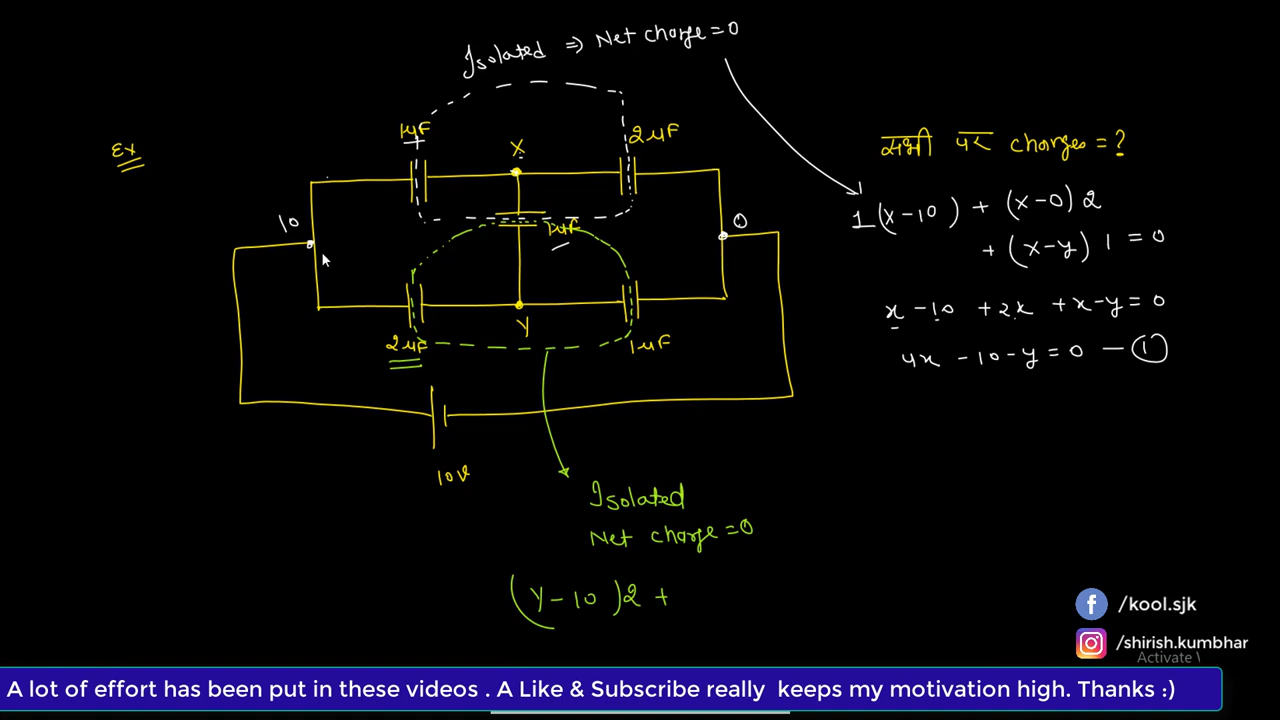 Isolated ⇒ Net charge = 0
Ex
1μF
X
2μF
10
1μF
0
Y
2μF
1μF
10V
सभी पर charges = ?
1(x-10) + (x-0)2
+ (x-y) 1 = 0
x - 10 + 2x + x - y = 0
4x - 10 - y = 0 - ①
Isolated
Net charge = 0
(y - 10)2 +
/kool.sjk
/shirish.kumbhar
Activate \
A lot of effort has been put in these videos . A Like & Subscribe really keeps my motivation high. Thanks :)